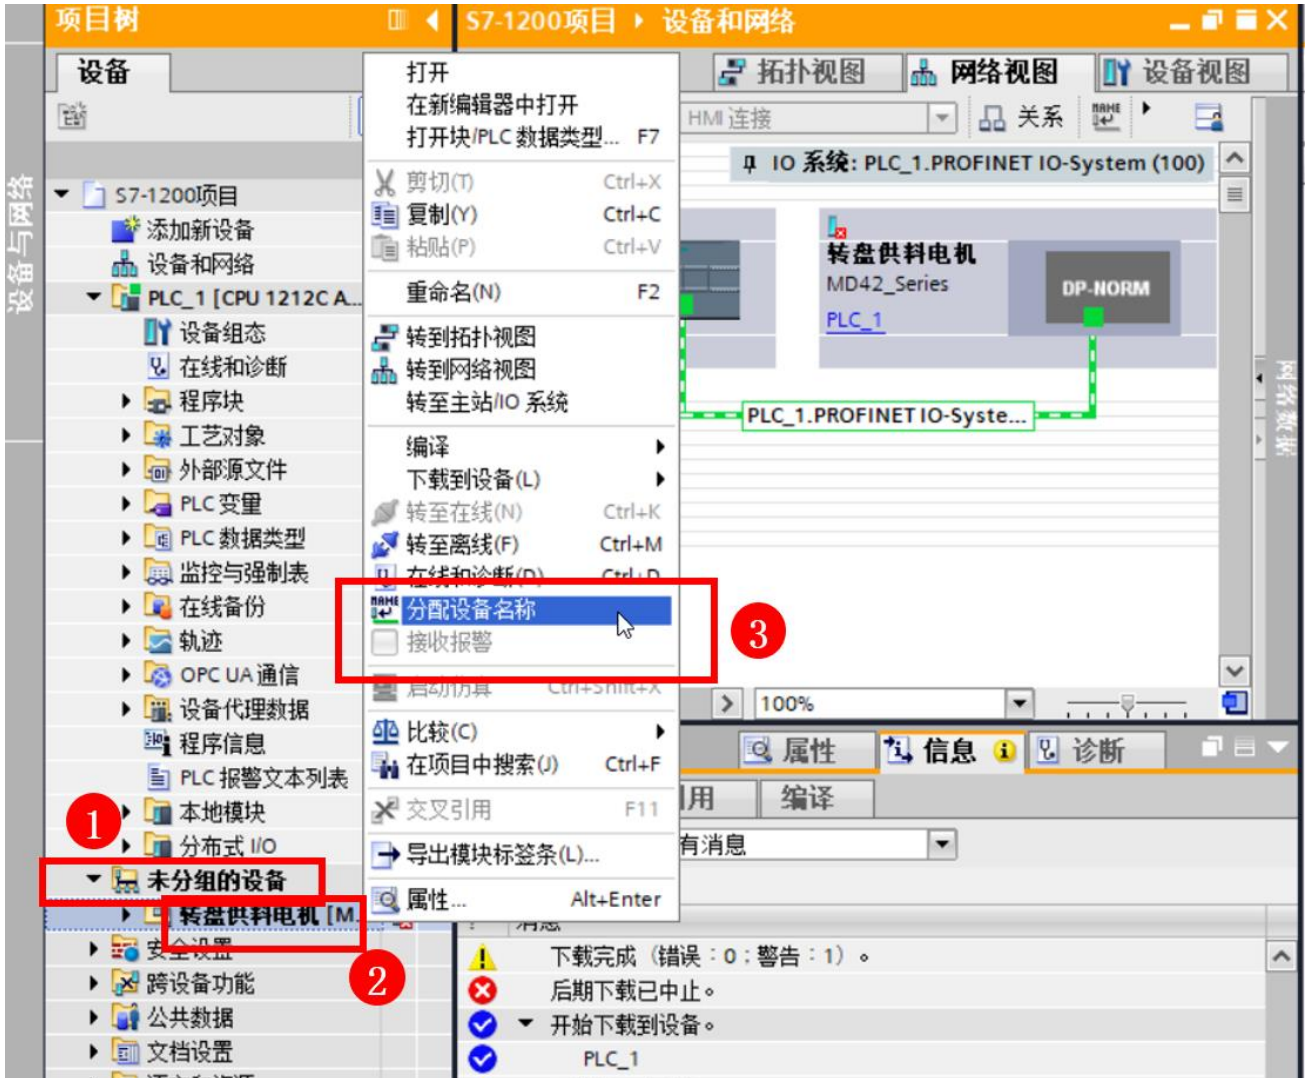 项目树
S7-1200项目 ▸ 设备和网络
设备
拓扑视图
网络视图
设备视图
HMI 连接
关系
IO 系统: PLC_1.PROFINET IO-System (100)
设备与网络
S7-1200项目
添加新设备
设备和网络
PLC_1 [CPU 1212C A...
设备组态
在线和诊断
程序块
工艺对象
外部源文件
PLC 变量
PLC 数据类型
监控与强制表
在线备份
轨迹
OPC UA 通信
设备代理数据
程序信息
PLC 报警文本列表
本地模块
分布式 I/O
未分组的设备
转盘供料电机 [M...
安全设置
跨设备功能
公共数据
文档设置
打开
在新编辑器中打开
打开块/PLC 数据类型... F7
剪切(T) Ctrl+X
复制(Y) Ctrl+C
粘贴(P) Ctrl+V
重命名(N) F2
转到拓扑视图
转到网络视图
转至主站/IO 系统
编译
下载到设备(L)
转至在线(N) Ctrl+K
转至离线(F) Ctrl+M
在线和诊断(D) Ctrl+D
分配设备名称
接收报警
启动仿真 Ctrl+Shift+X
比较(C)
在项目中搜索(J) Ctrl+F
交叉引用 F11
导出模块标签条(L)...
属性... Alt+Enter
转盘供料电机
MD42_Series
PLC_1
DP-NORM
PLC_1.PROFINET IO-Syste...
网络数据
100%
属性
信息
诊断
用
编译
有消息
消息
下载完成（错误：0；警告：1）。
后期下载已中止。
开始下载到设备。
PLC_1
1
2
3